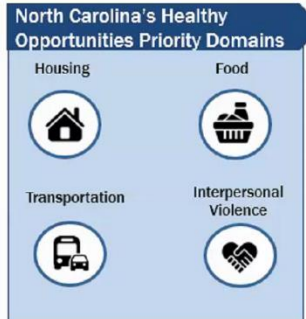 North Carolina's Healthy
Opportunities Priority Domains
Housing
Food
Transportation
Interpersonal
Violence